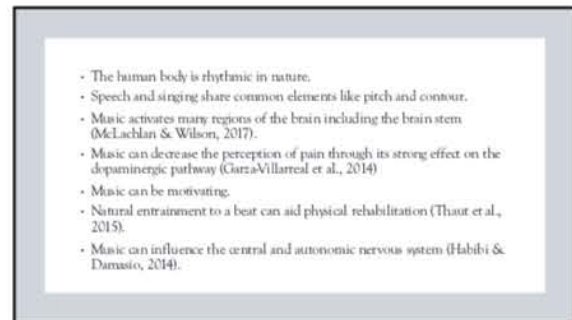 • The human body is rhythmic in nature.
• Speech and singing share common elements like pitch and contour.
• Music activates many regions of the brain including the brain stem
(McLachlan & Wilson, 2017).
• Music can decrease the perception of pain through its strong effect on the
dopaminergic pathway (Garza-Villarreal et al., 2014)
• Music can be motivating.
• Natural entrainment to a beat can aid physical rehabilitation (Thaut et al.,
2015).
• Music can influence the central and autonomic nervous system (Habibi &
Damasio, 2014).